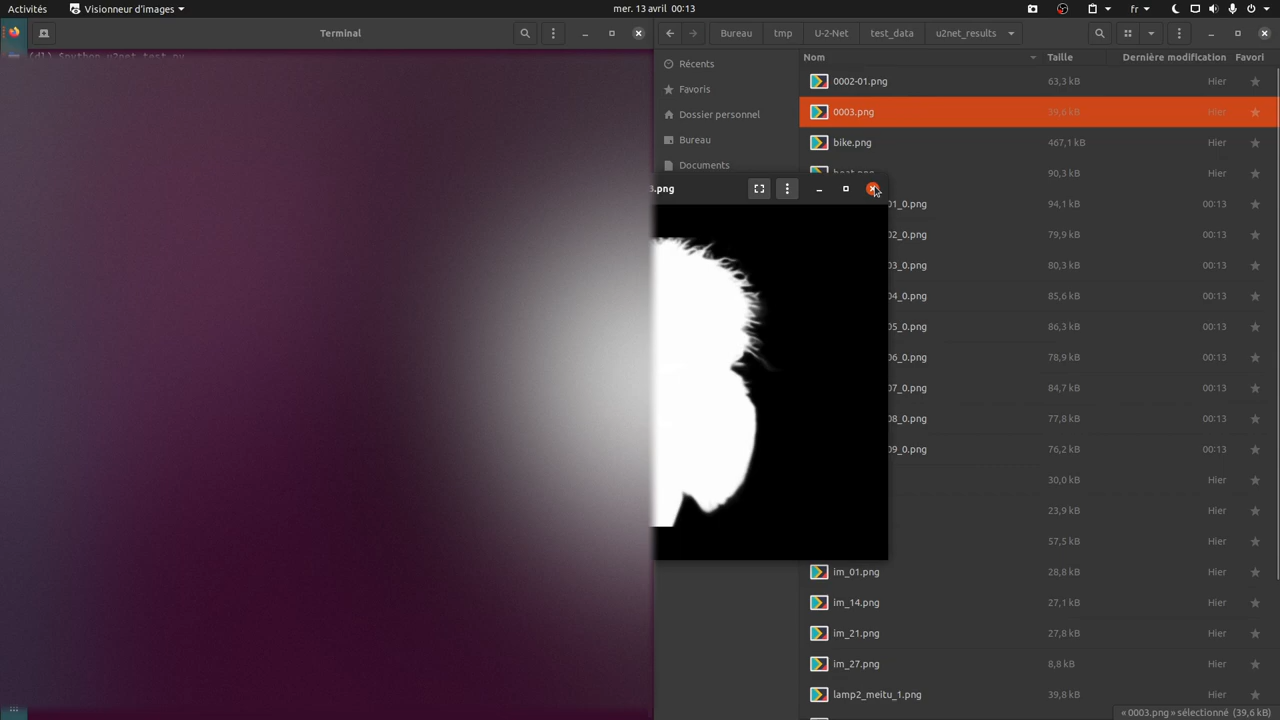 Activités
Visionneur d'images
mer. 13 avril 00:13
fr
Terminal
Bureau
tmp
U-2-Net
test_data
u2net_results
Nom
Taille
Dernière modification
Favori
Récents
Favoris
Dossier personnel
Bureau
Documents
0002-01.png 63,3 kB Hier
0003.png 39,6 kB Hier
bike.png 467,1 kB Hier
boat.png 90,3 kB Hier
3.png
01_0.png 94,1 kB 00:13
02_0.png 79,9 kB 00:13
03_0.png 80,3 kB 00:13
04_0.png 85,6 kB 00:13
05_0.png 86,3 kB 00:13
06_0.png 78,9 kB 00:13
07_0.png 84,7 kB 00:13
08_0.png 77,8 kB 00:13
09_0.png 76,2 kB 00:13
30,0 kB Hier
23,9 kB Hier
57,5 kB Hier
im_01.png 28,8 kB Hier
im_14.png 27,1 kB Hier
im_21.png 27,8 kB Hier
im_27.png 8,8 kB Hier
lamp2_meitu_1.png 39,8 kB Hier
« 0003.png » sélectionné (39,6 kB)